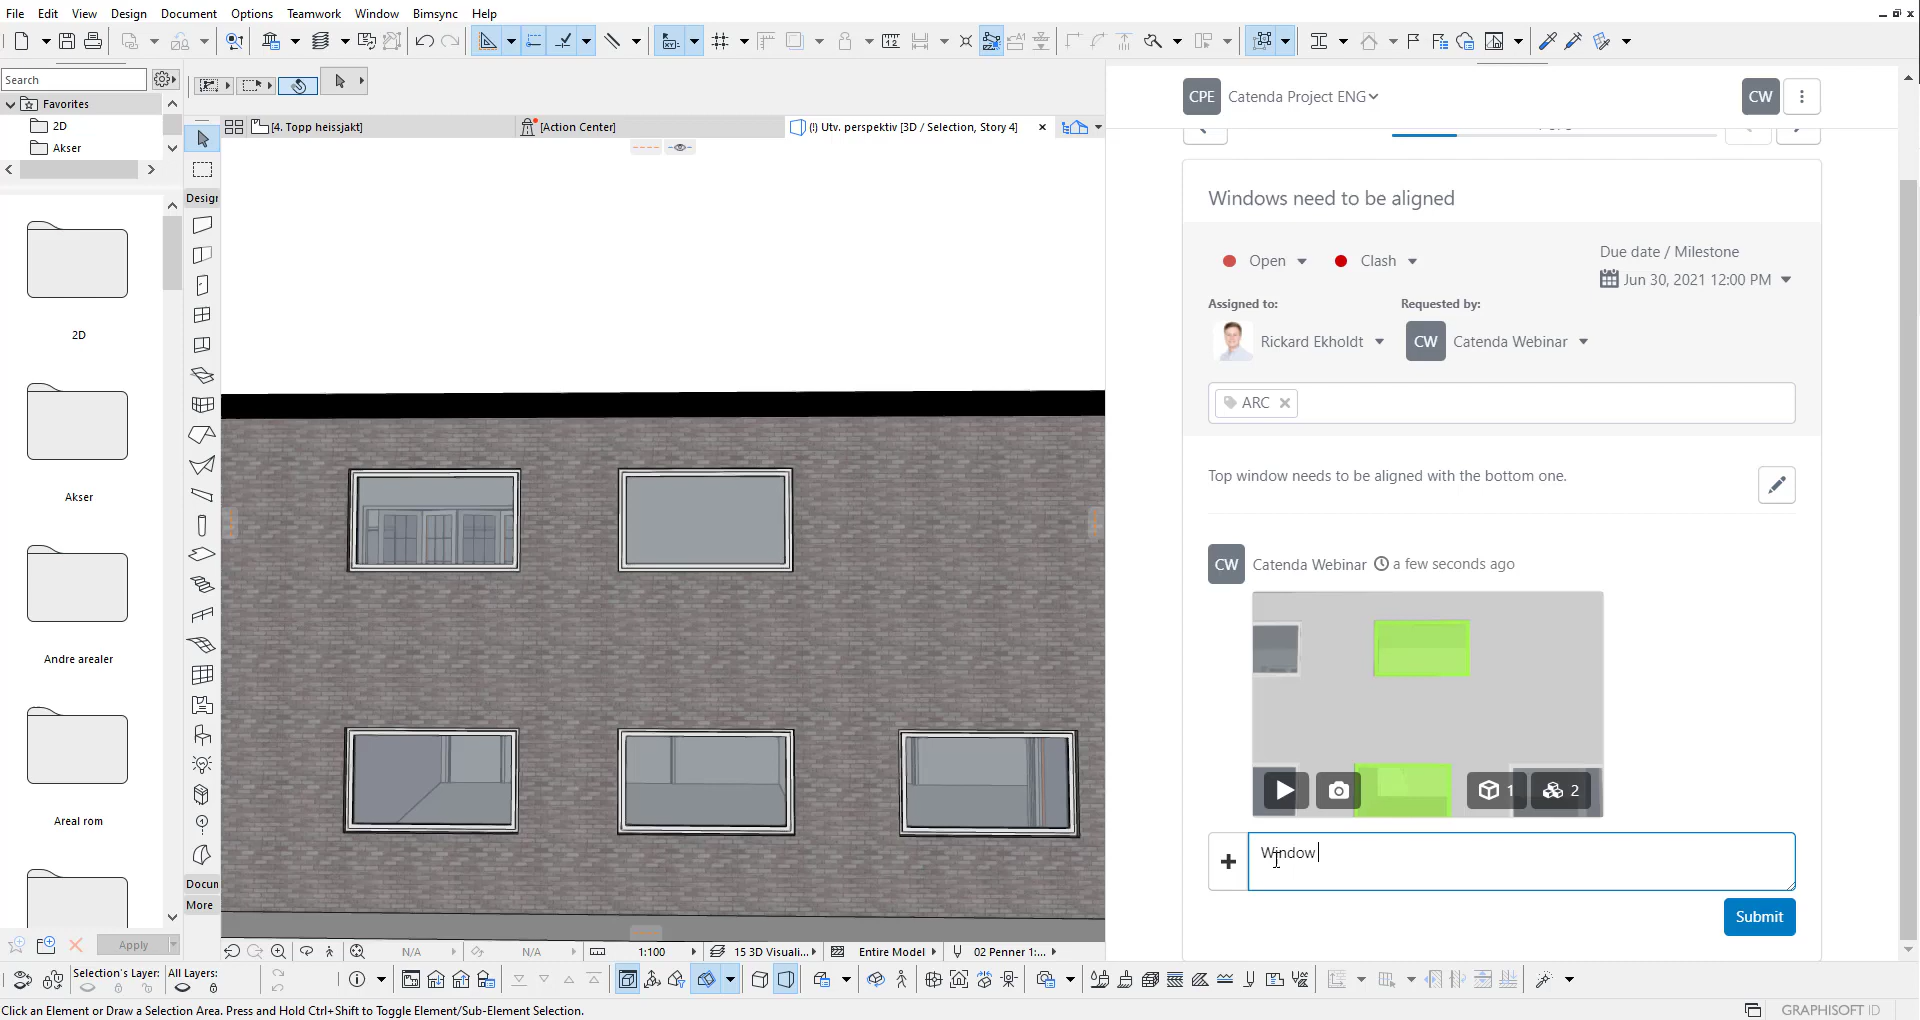 File Edit View Design Document Options Teamwork Window Bimsync Help
Search
Favorites
2D
Akser
2D
Akser
Andre arealer
Areal rom
Apply
[4. Topp heissjakt]
[Action Center]
(!) Utv. perspektiv [3D / Selection, Story 4]
Design
Docum
More
N/A
N/A
1:100
15 3D Visuali...
Entire Model
02 Penner 1:...
Selection's Layer:
All Layers:
Click an Element or Draw a Selection Area. Press and Hold Ctrl+Shift to Toggle Element/Sub-Element Selection.
GRAPHISOFT ID
CPE Catenda Project ENG
CW
Windows need to be aligned
Open
Clash
Due date / Milestone
Jun 30, 2021 12:00 PM
Assigned to:
Requested by:
Rickard Ekholdt
CW Catenda Webinar
ARC
Top window needs to be aligned with the bottom one.
CW Catenda Webinar a few seconds ago
1
2
Window
Submit